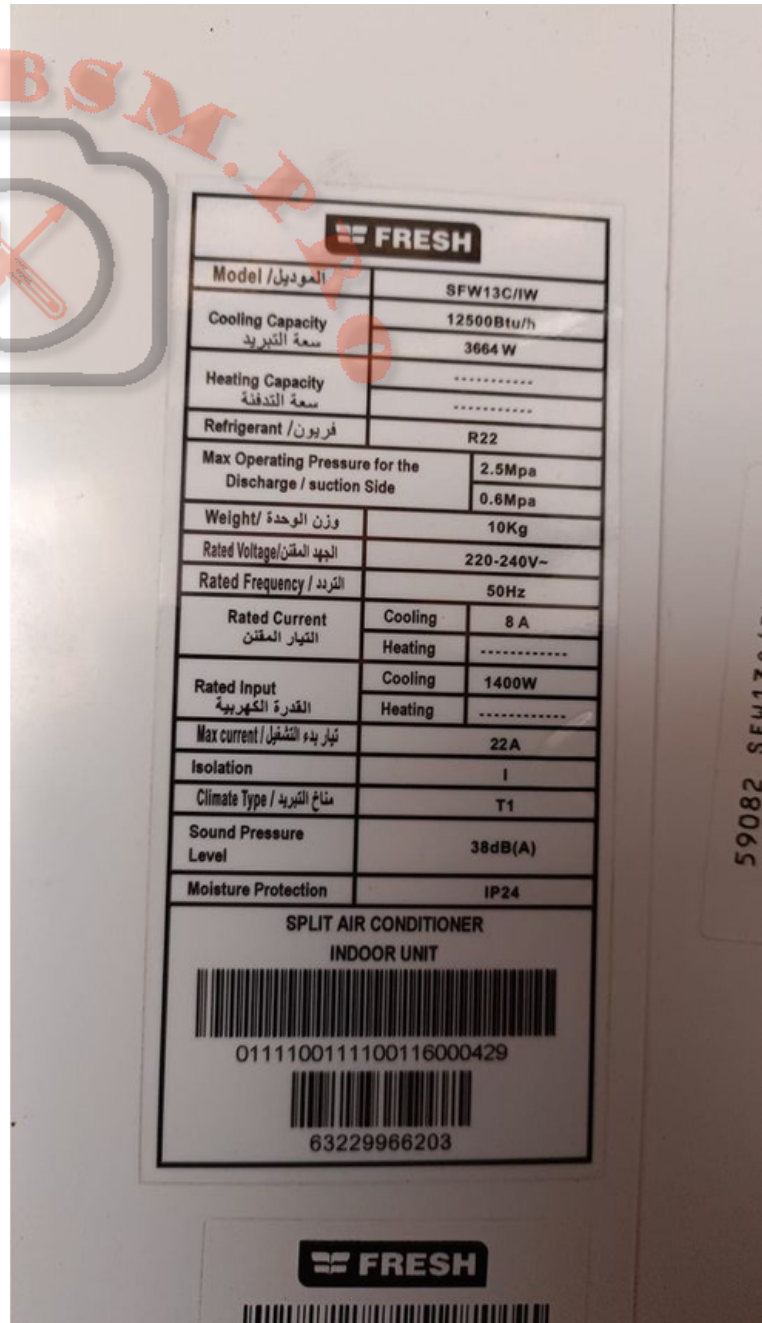 BSM.PRO
FRESH
Model /الموديل SFW13C/IW
Cooling Capacity 12500Btu/h
سعة التبريد 3664 W
Heating Capacity -----------
سعة التدفئة -----------
Refrigerant /فريون R22
Max Operating Pressure for the 2.5Mpa
Discharge / suction Side 0.6Mpa
Weight/ وزن الوحدة 10Kg
Rated Voltage/الجهد المقنن 220-240V~
Rated Frequency / التردد 50Hz
Rated Current Cooling 8 A
التيار المقنن Heating ------------
Rated Input Cooling 1400W
القدرة الكهربية Heating ------------
Max current / تيار بدء التشغيل 22A
Isolation I
Climate Type / مناخ التبريد T1
Sound Pressure
Level 38dB(A)
Moisture Protection IP24
SPLIT AIR CONDITIONER
INDOOR UNIT
01111001111100116000429
63229966203
FRESH
59082